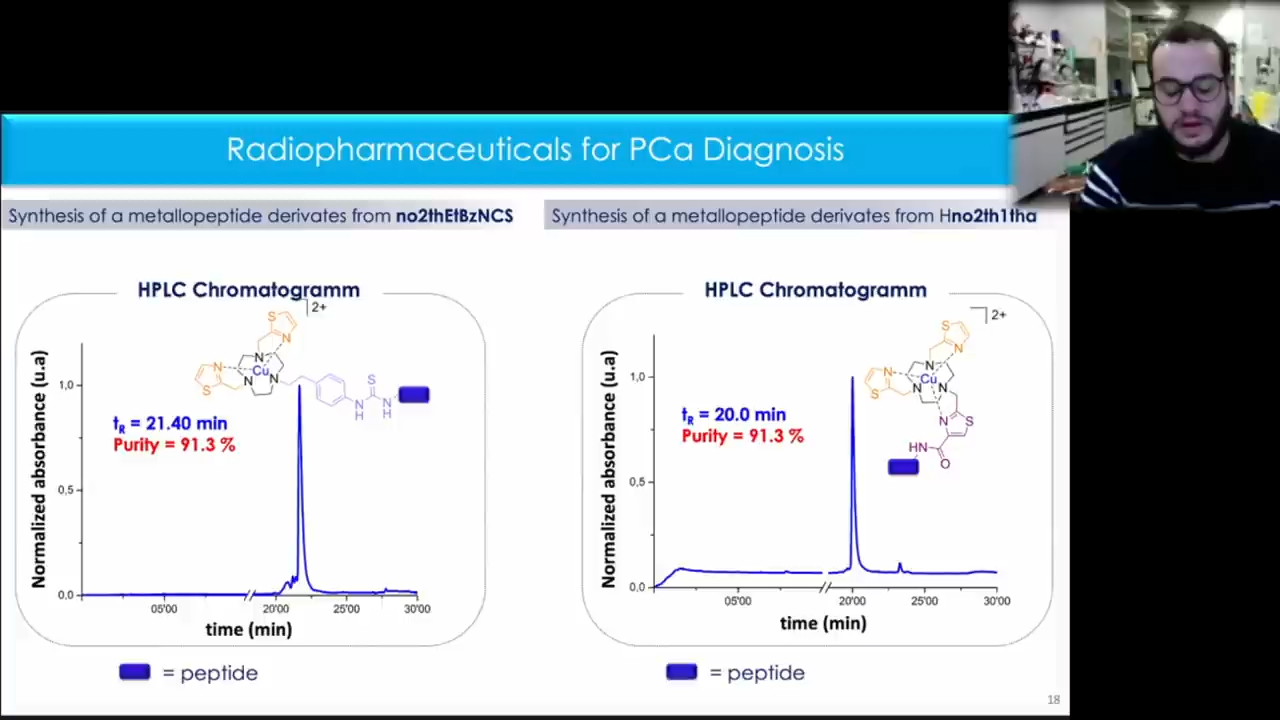 Radiopharmaceuticals for PCa Diagnosis
Synthesis of a metallopeptide derivates from no2thEtBzNCS
HPLC Chromatogramm
2+
S
N
N
S
N
Cu
N
N
S
N
H
N
H
tR = 21.40 min
Purity = 91.3 %
Normalized absorbance (u.a)
1,0
0,5
0.0
05'00
20'00
25'00
30'00
time (min)
= peptide
Synthesis of a metallopeptide derivates from Hno2th1tha
HPLC Chromatogramm
2+
S
N
N
S
N
Cu
N
N
N
S
HN
O
tR = 20.0 min
Purity = 91.3 %
Normalized absorbance (u.a)
1,0
0,5
0.0
05'00
20'00
25'00
30'00
time (min)
= peptide
18